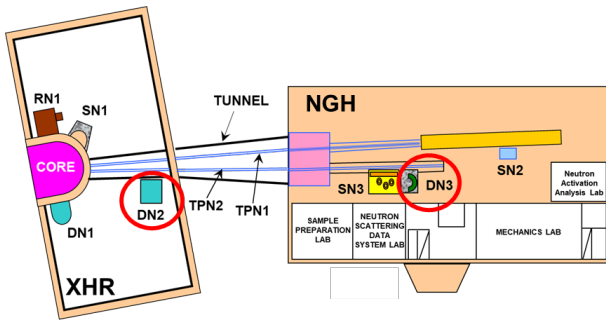 RN1
SN1
TUNNEL
NGH
CORE
TPN2
TPN1
SN3
DN3
SN2
DN1
DN2
XHR
Neutron
Activation
Analysis Lab
SAMPLE
PREPARATION
LAB
NEUTRON
SCATTERING
DATA
SYSTEM LAB
MECHANICS LAB